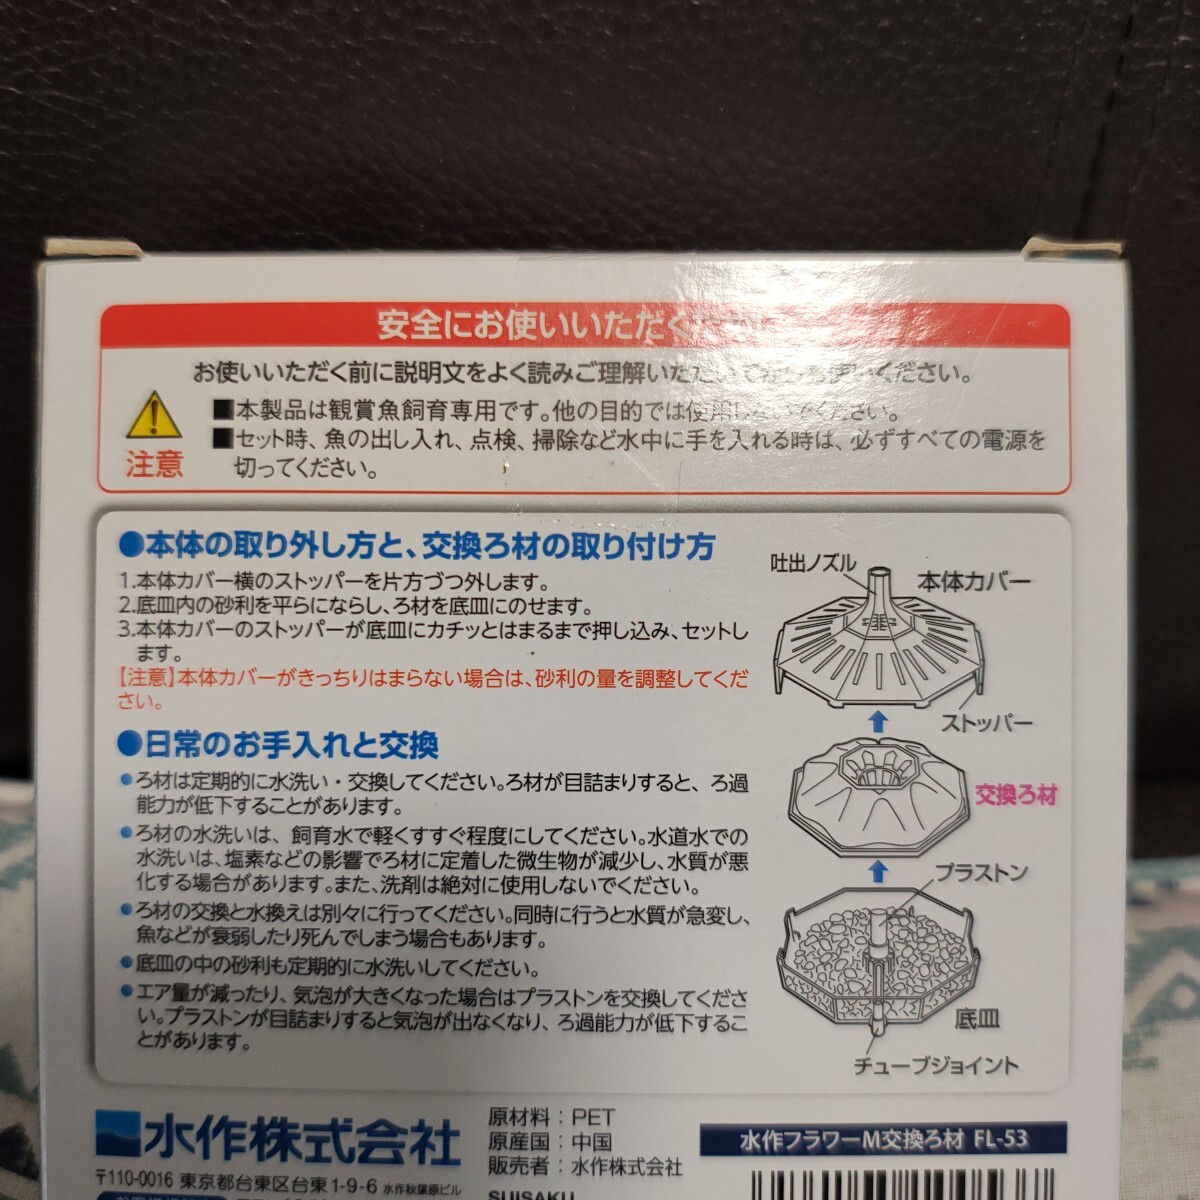 安全にお使いいただく
お使いいただく前に説明文をよく読みご理解いただいてからお使いください。
注意
■本製品は観賞魚飼育専用です。他の目的では使用しないでください。
■セット時、魚の出し入れ、点検、掃除など水中に手を入れる時は、必ずすべての電源を
切ってください。
●本体の取り外し方と、交換ろ材の取り付け方
1.本体カバー横のストッパーを片方づつ外します。
2.底皿内の砂利を平らにならし、ろ材を底皿にのせます。
3.本体カバーのストッパーが底皿にカチッとはまるまで押し込み、セットし
ます。
【注意】本体カバーがきっちりはまらない場合は、砂利の量を調整してくだ
さい。
●日常のお手入れと交換
●ろ材は定期的に水洗い・交換してください。ろ材が目詰まりすると、ろ過
能力が低下することがあります。
●ろ材の水洗いは、飼育水で軽くすすぐ程度にしてください。水道水での
水洗いは、塩素などの影響でろ材に定着した微生物が減少し、水質が悪
化する場合があります。また、洗剤は絶対に使用しないでください。
●ろ材の交換と水換えは別々に行ってください。同時に行うと水質が急変し、
魚などが衰弱したり死んでしまう場合もあります。
●底皿の中の砂利も定期的に水洗いしてください。
●エア量が減ったり、気泡が大きくなった場合はプラストンを交換してくださ
い。プラストンが目詰まりすると気泡が出なくなり、ろ過能力が低下するこ
とがあります。
吐出ノズル
本体カバー
ストッパー
交換ろ材
プラストン
底皿
チューブジョイント
水作株式会社
〒110-0016 東京都台東区台東1-9-6 水作秋葉原ビル
原材料：PET
原産国：中国
販売者：水作株式会社
SUISAKU
水作フラワーM交換ろ材 FL-53